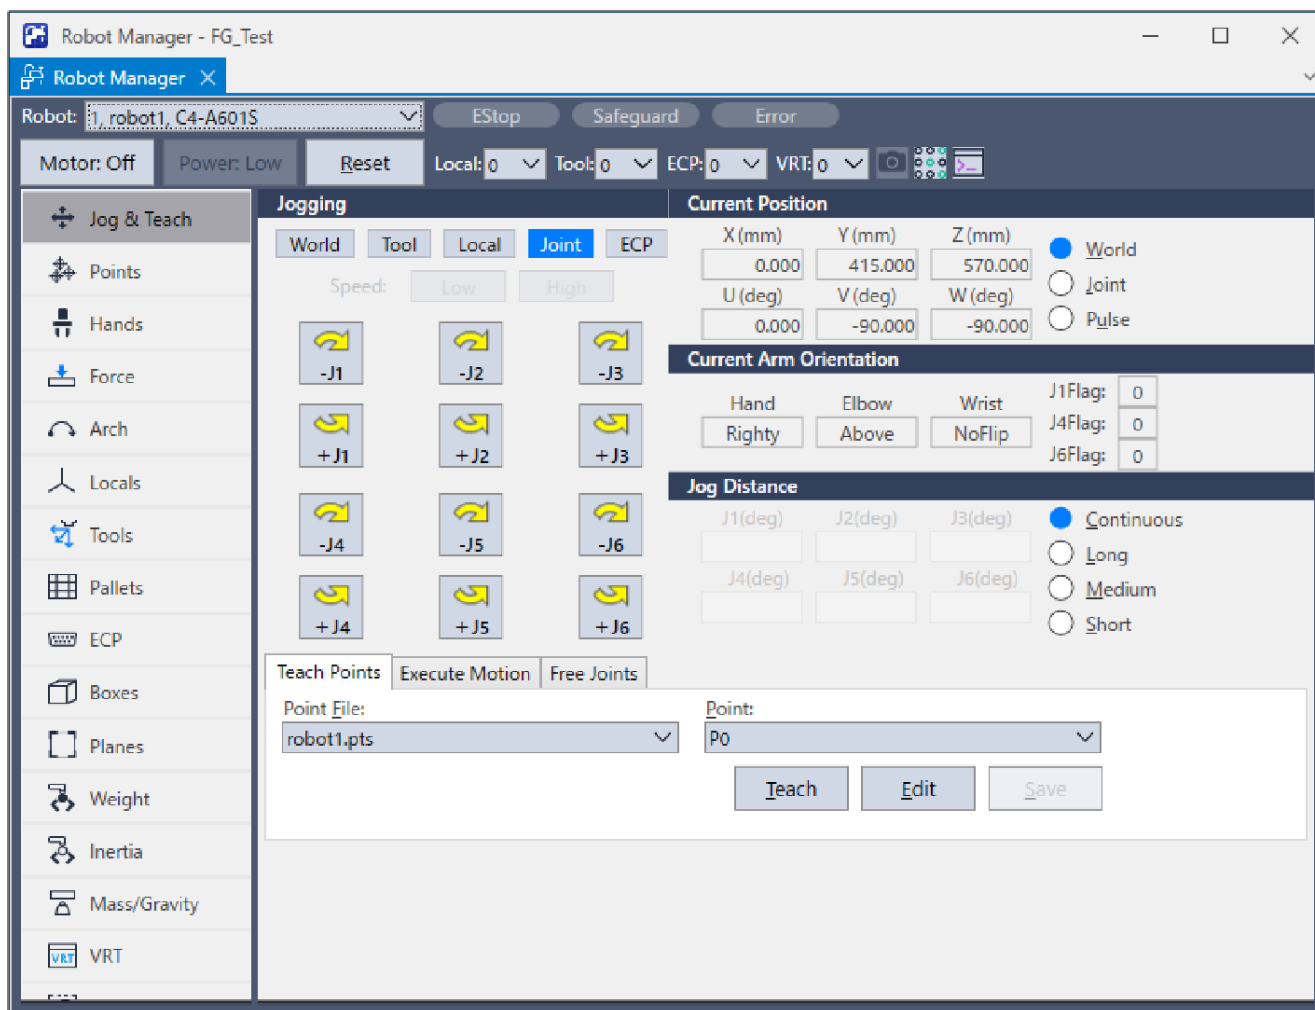 Robot Manager - FG_Test
Robot Manager
Robot: 1, robot1, C4-A601S EStop Safeguard Error
Motor: Off Power: Low Reset Local: 0 Tool: 0 ECP: 0 VRT: 0
Jog & Teach
Points
Hands
Force
Arch
Locals
Tools
Pallets
ECP
Boxes
Planes
Weight
Inertia
Mass/Gravity
VRT
VRT
Jogging
World Tool Local Joint ECP
Speed: Low High
-J1 -J2 -J3
+J1 +J2 +J3
-J4 -J5 -J6
+J4 +J5 +J6
Current Position
X (mm) Y (mm) Z (mm)
0.000 415.000 570.000
U (deg) V (deg) W (deg)
0.000 -90.000 -90.000
World
Joint
Pulse
Current Arm Orientation
Hand Elbow Wrist
Righty Above NoFlip
J1Flag: 0
J4Flag: 0
J6Flag: 0
Jog Distance
J1(deg) J2(deg) J3(deg)
J4(deg) J5(deg) J6(deg)
Continuous
Long
Medium
Short
Teach Points Execute Motion Free Joints
Point File: Point:
robot1.pts P0
Teach Edit Save